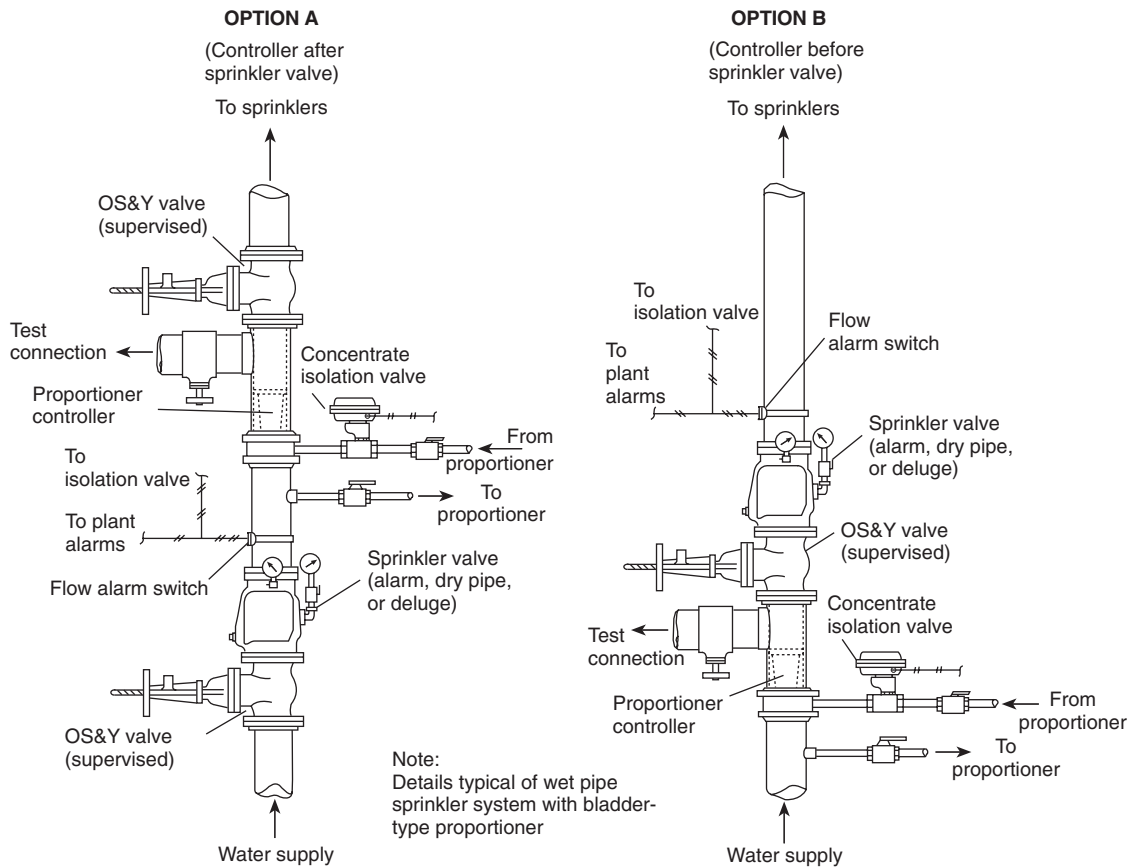 OPTION A
(Controller after
sprinkler valve)
To sprinklers
OS&Y valve
(supervised)
Test
connection
Concentrate
isolation valve
Proportioner
controller
From
proportioner
To
isolation valve
To
proportioner
To plant
alarms
Flow alarm switch
Sprinkler valve
(alarm, dry pipe,
or deluge)
OS&Y valve
(supervised)
Water supply
Note:
Details typical of wet pipe
sprinkler system with bladder-
type proportioner
OPTION B
(Controller before
sprinkler valve)
To sprinklers
To
isolation valve
Flow
alarm switch
To
plant
alarms
Sprinkler valve
(alarm, dry pipe,
or deluge)
OS&Y valve
(supervised)
Concentrate
isolation valve
Test
connection
Proportioner
controller
From
proportioner
To
proportioner
Water supply